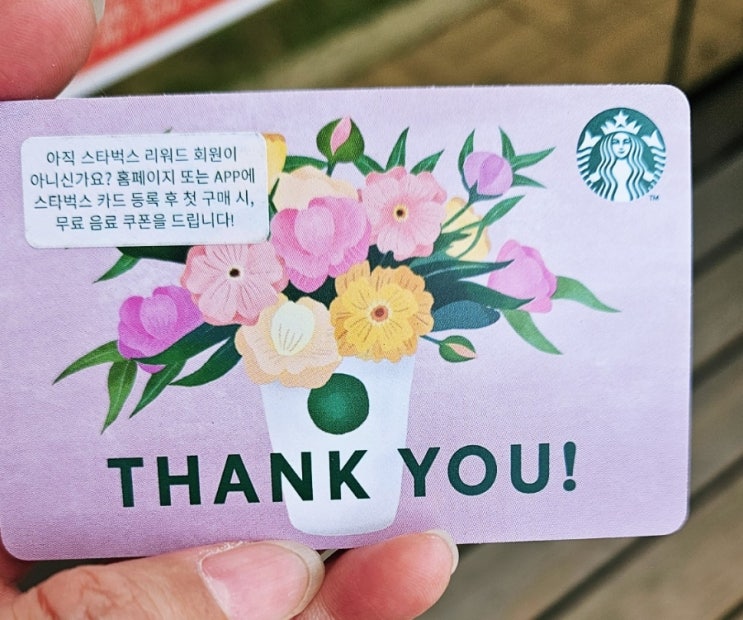 아직 스타벅스 리워드 회원이
아니신가요? 홈페이지 또는 APP에
스타벅스 카드 등록 후 첫 구매 시,
무료 음료 쿠폰을 드립니다!
TM
THANK YOU!